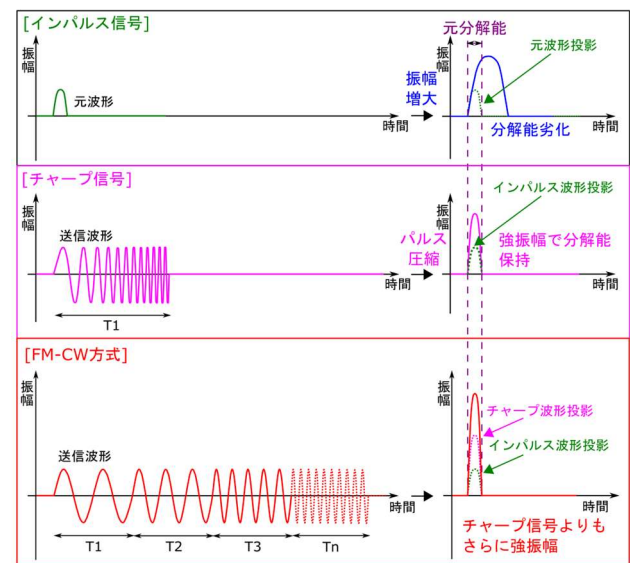 [インパルス信号]
振幅
元波形
時間
振幅
増大
元分解能
振幅
元波形投影
時間
分解能劣化
[チャープ信号]
振幅
送信波形
時間
T1
パルス
圧縮
振幅
インパルス波形投影
強振幅で分解能
保持
時間
[FM-CW方式]
振幅
送信波形
時間
T1
T2
T3
Tn
振幅
チャープ波形投影
インパルス波形投影
時間
チャープ信号よりも
さらに強振幅